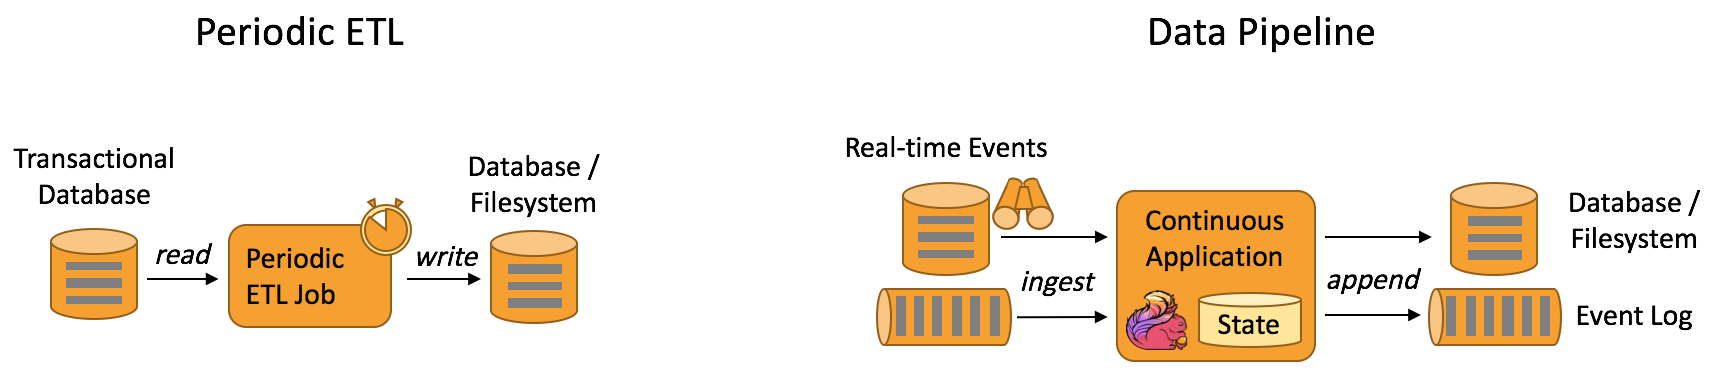 Periodic ETL
Transactional
Database
read
Periodic
ETL Job
write
Database /
Filesystem
Data Pipeline
Real-time Events
ingest
Continuous
Application
State
append
Database /
Filesystem
Event Log